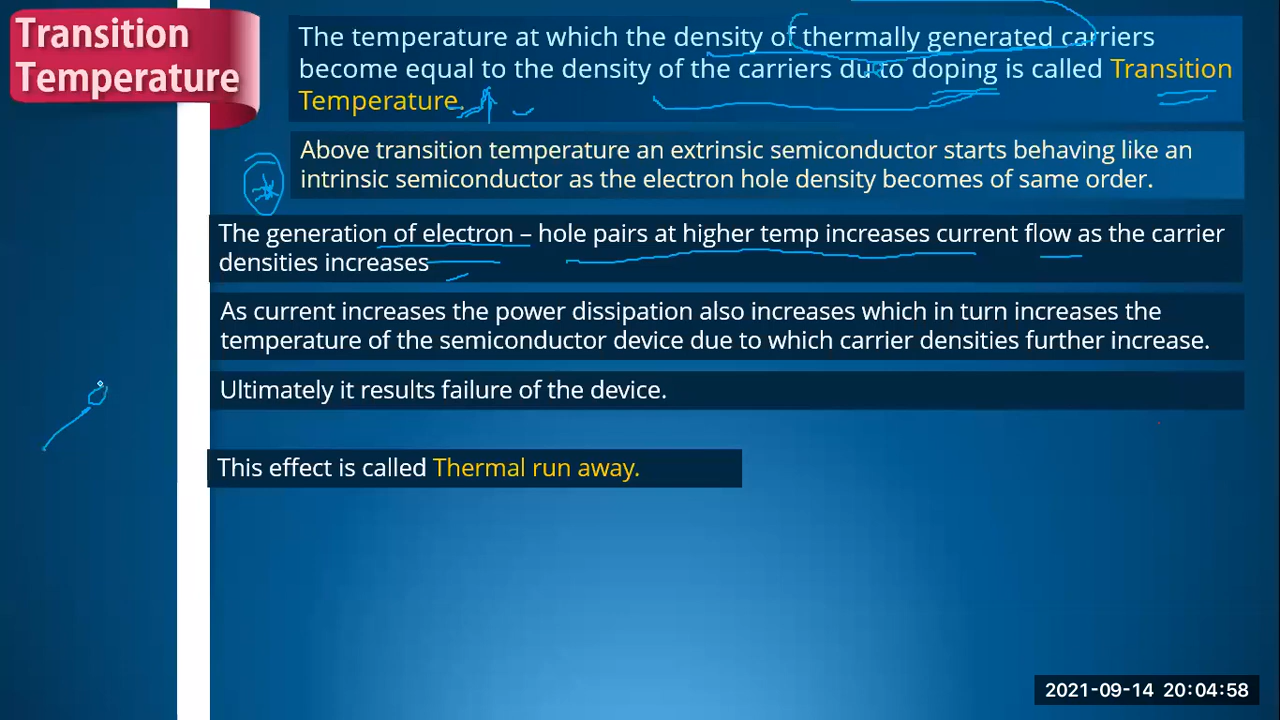 Transition
Temperature
The temperature at which the density of thermally generated carriers
become equal to the density of the carriers due to doping is called Transition
Temperature.
Above transition temperature an extrinsic semiconductor starts behaving like an
intrinsic semiconductor as the electron hole density becomes of same order.
The generation of electron – hole pairs at higher temp increases current flow as the carrier
densities increases
As current increases the power dissipation also increases which in turn increases the
temperature of the semiconductor device due to which carrier densities further increase.
Ultimately it results failure of the device.
This effect is called Thermal run away.
2021-09-14 20:04:58